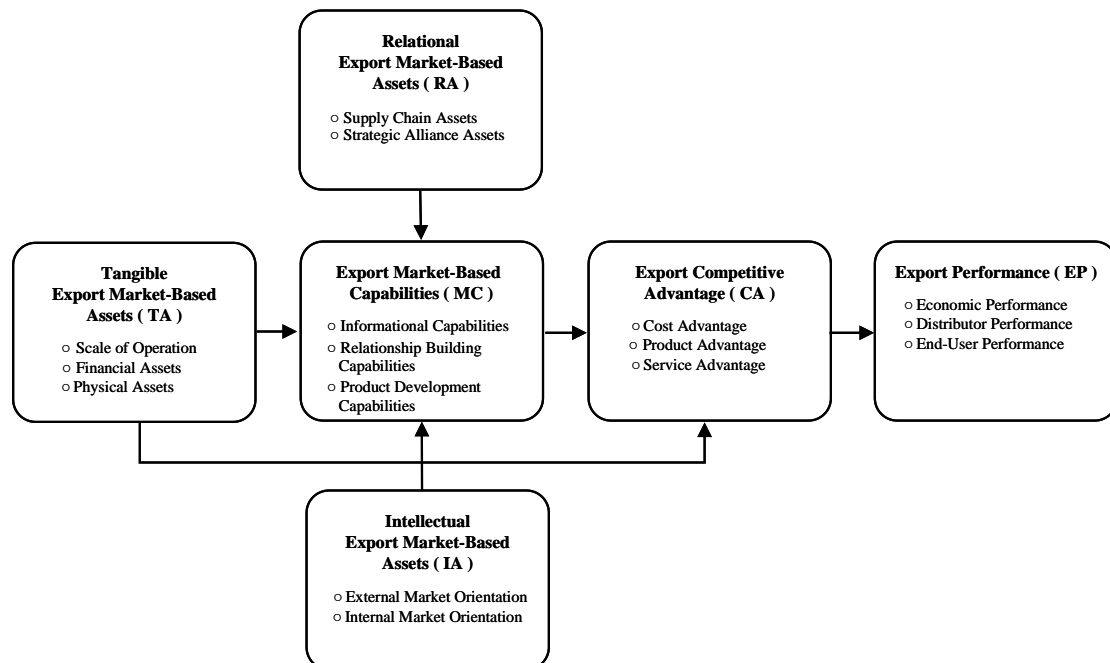 Relational
Export Market-Based
Assets ( RA )
○ Supply Chain Assets
○ Strategic Alliance Assets
Tangible
Export Market-Based
Assets ( TA )
○ Scale of Operation
○ Financial Assets
○ Physical Assets
Export Market-Based
Capabilities ( MC )
○ Informational Capabilities
○ Relationship Building
Capabilities
○ Product Development
Capabilities
Export Competitive
Advantage ( CA )
○ Cost Advantage
○ Product Advantage
○ Service Advantage
Export Performance ( EP )
○ Economic Performance
○ Distributor Performance
○ End-User Performance
Intellectual
Export Market-Based
Assets ( IA )
○ External Market Orientation
○ Internal Market Orientation